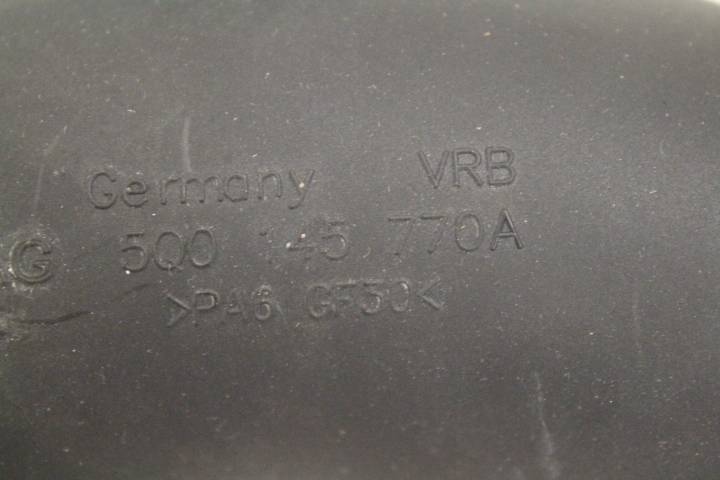 Germany VRB
G 5Q0 145 770A
>PA6 GF30<